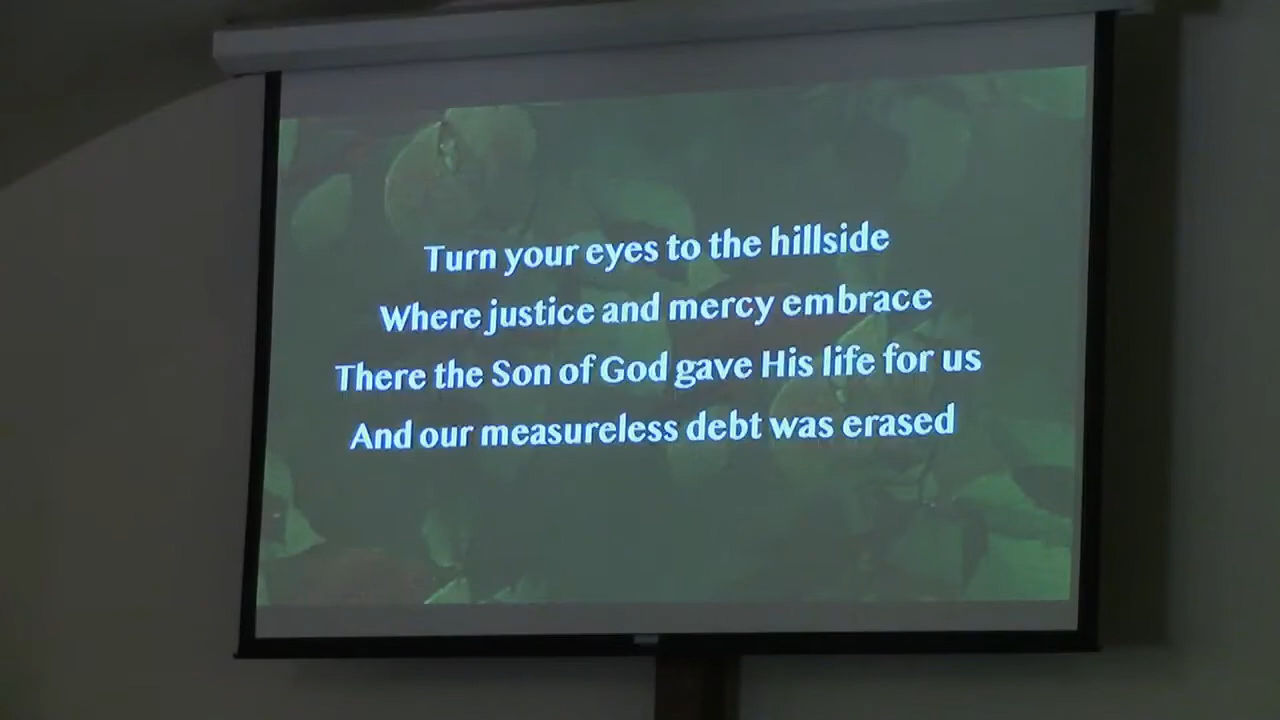 Turn your eyes to the hillside
Where justice and mercy embrace
There the Son of God gave His life for us
And our measureless debt was erased